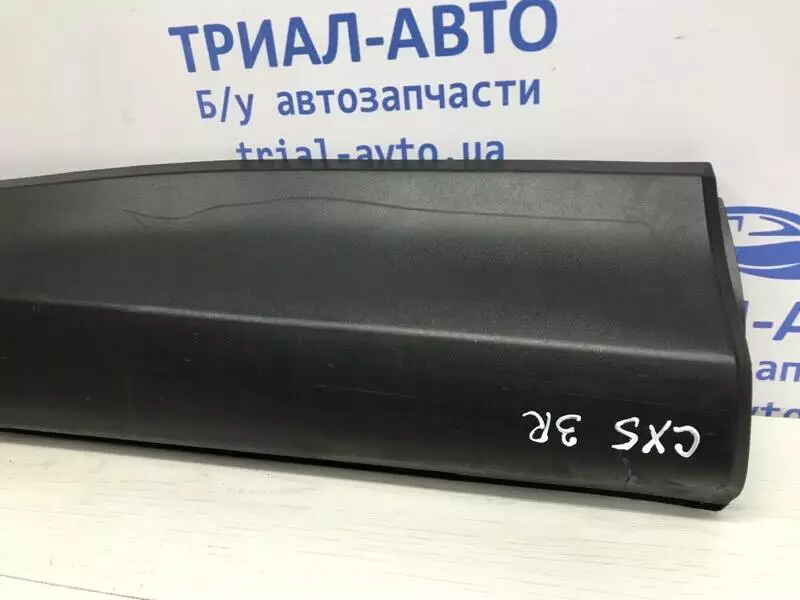 ТРИАЛ-АВТО
Б/у автозапчасти
trial-avto.ua
CX5 3R